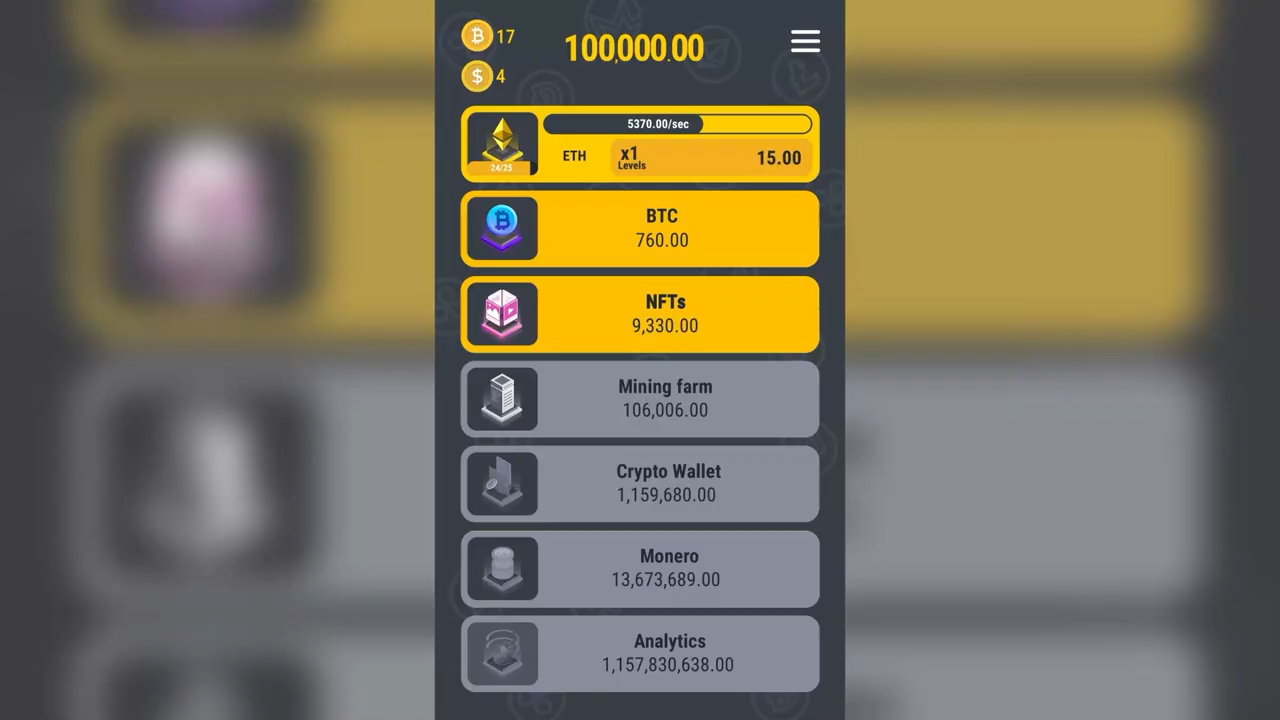 17
100,000.00
4
5370.00/sec
24/25
ETH
x1
Levels
15.00
BTC
760.00
NFTs
9,330.00
Mining farm
106,006.00
Crypto Wallet
1,159,680.00
Monero
13,673,689.00
Analytics
1,157,830,638.00